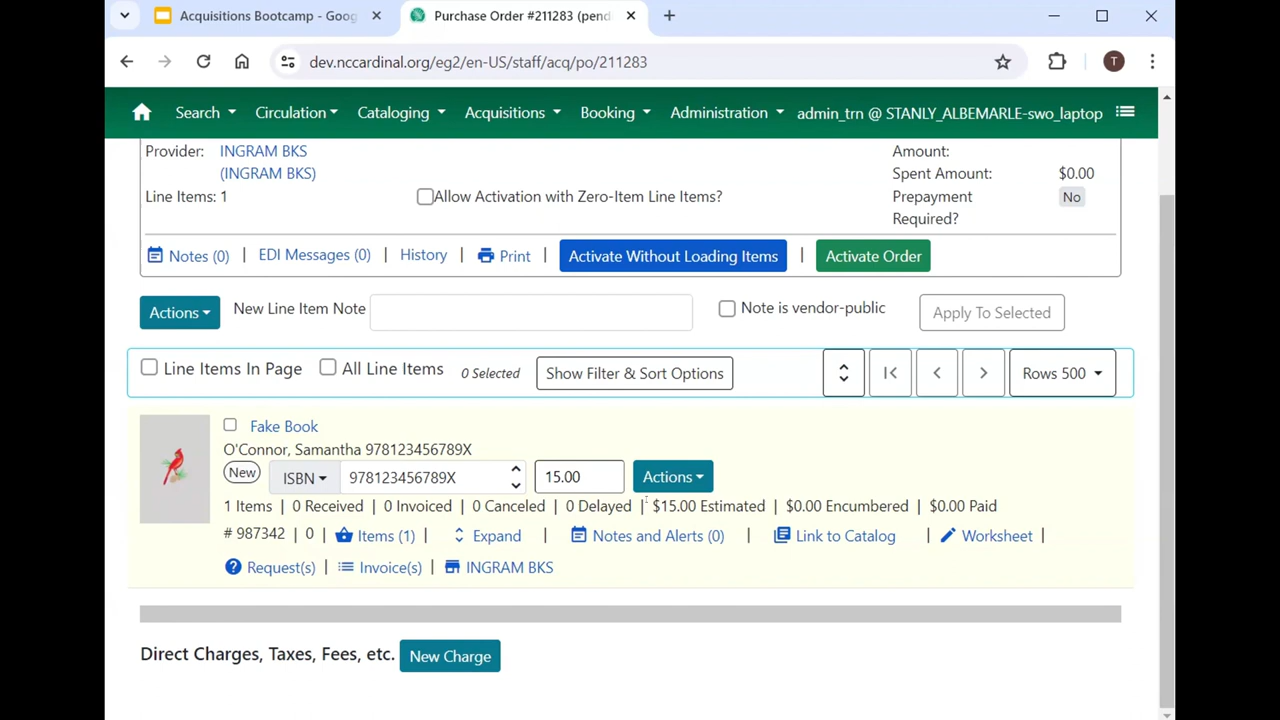 Acquisitions Bootcamp - Goog
Purchase Order #211283 (pend
dev.nccardinal.org/eg2/en-US/staff/acq/po/211283
T
Search Circulation Cataloging Acquisitions Booking Administration admin_trn @ STANLY_ALBEMARLE-swo_laptop
Provider: INGRAM BKS
(INGRAM BKS)
Amount:
Spent Amount: $0.00
Line Items: 1 Allow Activation with Zero-Item Line Items? Prepayment Required? No
Notes (0) | EDI Messages (0) | History | Print | Activate Without Loading Items | Activate Order
Actions New Line Item Note Note is vendor-public Apply To Selected
Line Items In Page All Line Items 0 Selected Show Filter & Sort Options Rows 500
Fake Book
O'Connor, Samantha 978123456789X
New ISBN 978123456789X 15.00 Actions
1 Items | 0 Received | 0 Invoiced | 0 Canceled | 0 Delayed | $15.00 Estimated | $0.00 Encumbered | $0.00 Paid
# 987342 | 0 | Items (1) | Expand | Notes and Alerts (0) | Link to Catalog | Worksheet |
Request(s) | Invoice(s) | INGRAM BKS
Direct Charges, Taxes, Fees, etc. New Charge